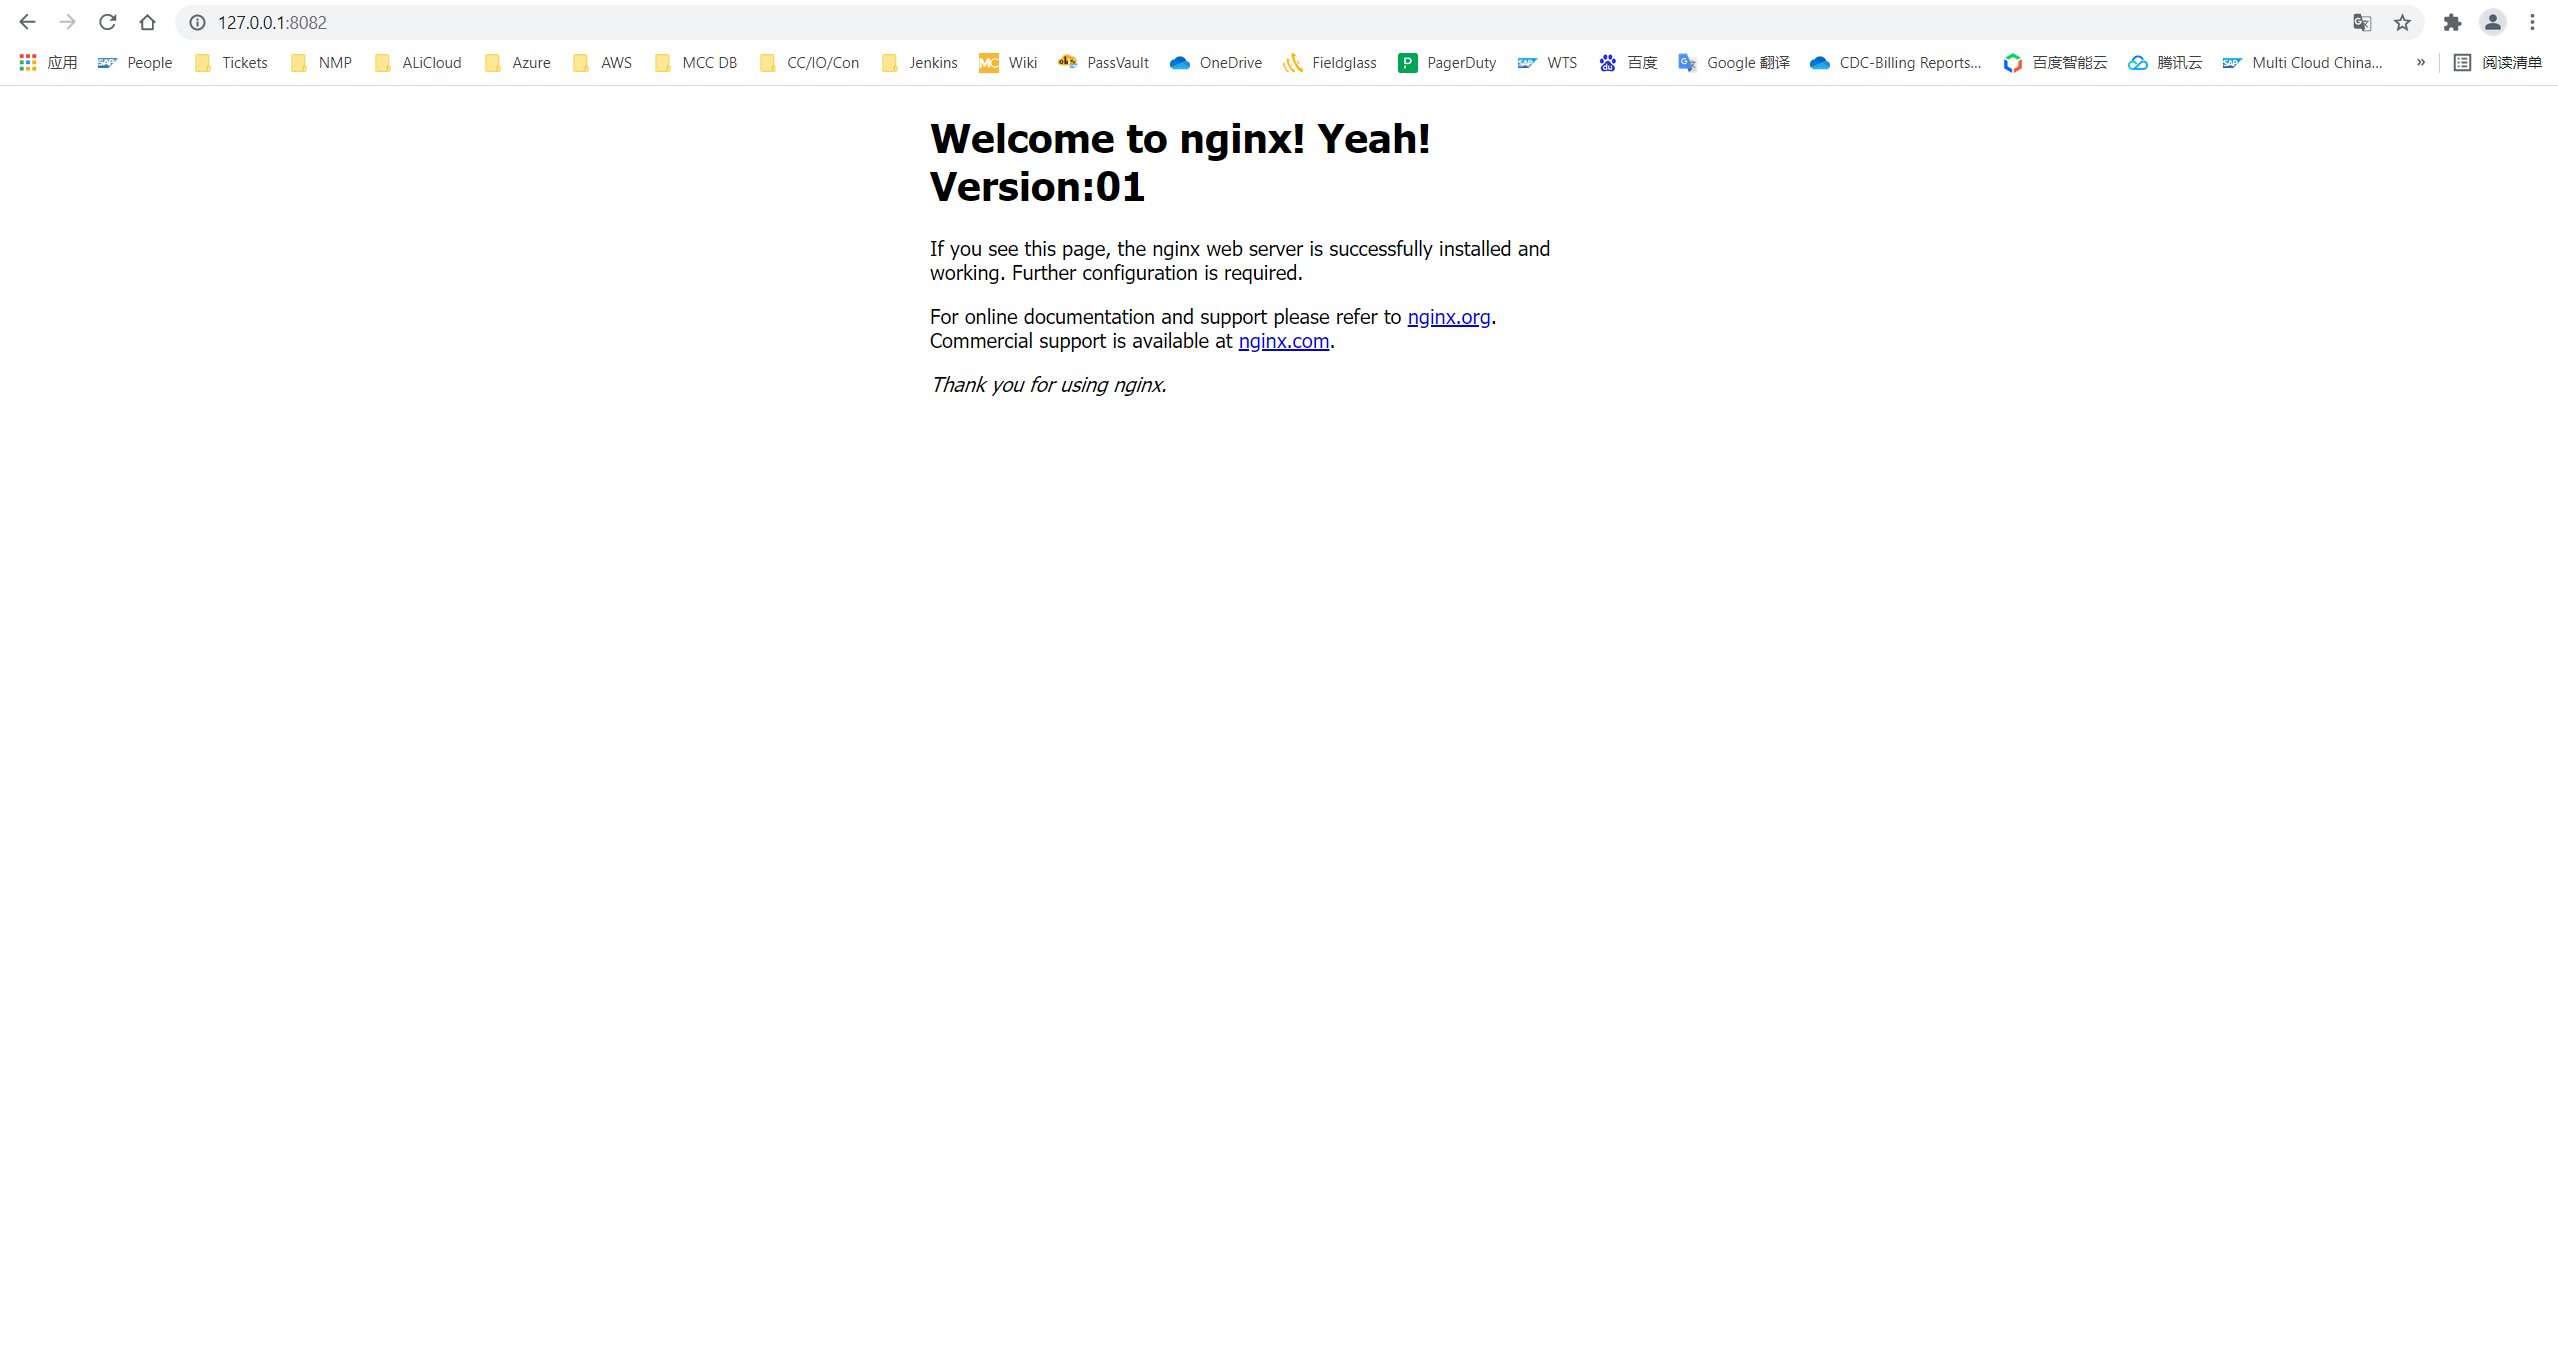 127.0.0.1:8082
应用 People Tickets NMP ALiCloud Azure AWS MCC DB CC/IO/Con Jenkins MC Wiki PassVault OneDrive Fieldglass P PagerDuty SAP WTS du 百度 G Google 翻译 CDC-Billing Reports... 百度智能云 腾讯云 SAP Multi Cloud China... » 阅读清单
Welcome to nginx! Yeah!
Version:01
If you see this page, the nginx web server is successfully installed and
working. Further configuration is required.
For online documentation and support please refer to nginx.org.
Commercial support is available at nginx.com.
Thank you for using nginx.